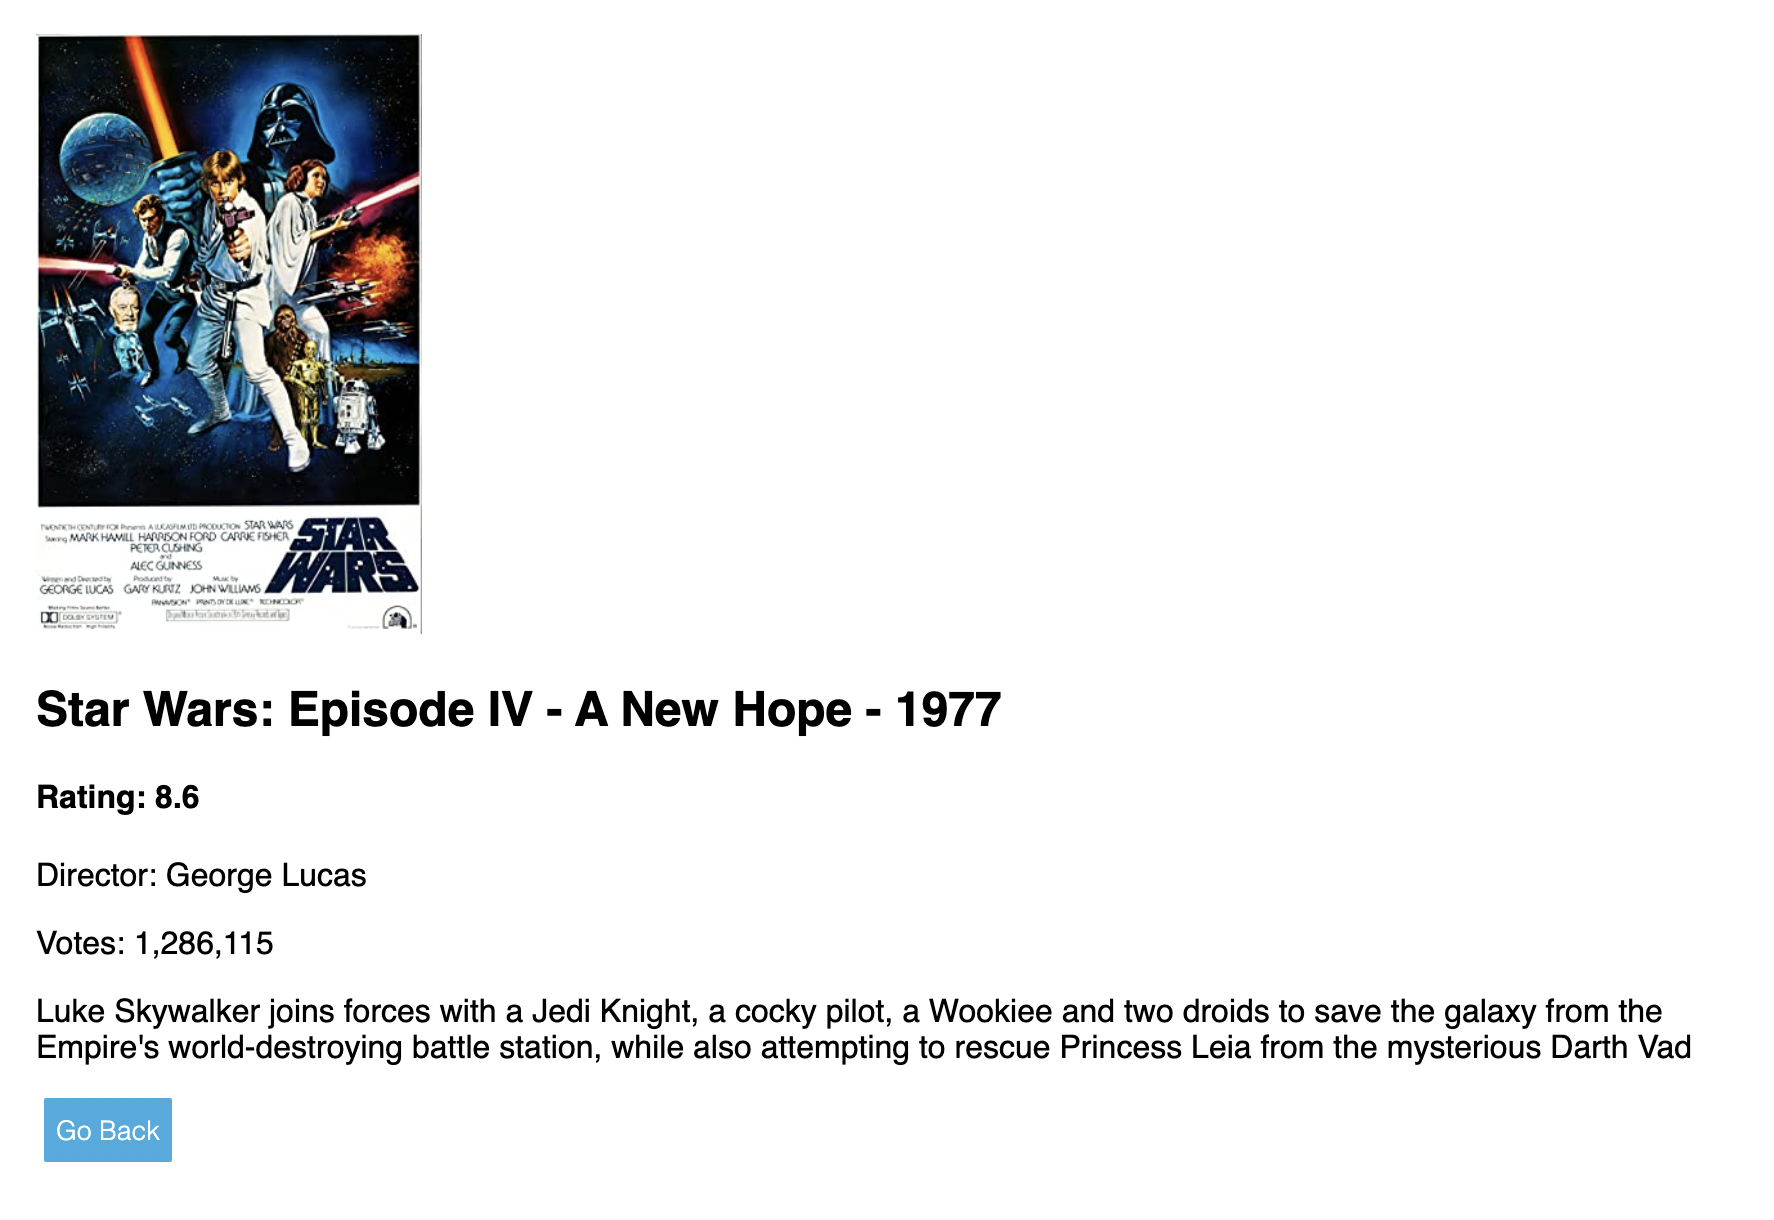 TWENTIETH CENTURY-FOX Presents A LUCASFILM LTD PRODUCTION STAR WARS
Starring MARK HAMILL HARRISON FORD CARRIE FISHER
PETER CUSHING
and
ALEC GUINNESS
STAR
WARS
Written and Directed by
GEORGE LUCAS
Produced by
GARY KURTZ
Music by
JOHN WILLIAMS
PANAVISION® PRINTS BY DE LUXE® TECHNICOLOR®
DOLBY SYSTEM
Noise Reduction · High Fidelity
Star Wars: Episode IV - A New Hope - 1977
Rating: 8.6
Director: George Lucas
Votes: 1,286,115
Luke Skywalker joins forces with a Jedi Knight, a cocky pilot, a Wookiee and two droids to save the galaxy from the
Empire's world-destroying battle station, while also attempting to rescue Princess Leia from the mysterious Darth Vad
Go Back